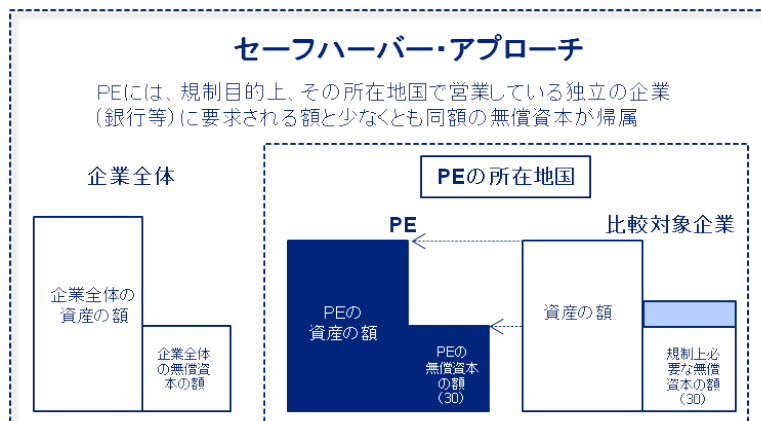 セーフハーバー・アプローチ
PEには、規制目的上、その所在地国で営業している独立の企業
(銀行等)に要求される額と少なくとも同額の無償資本が帰属
企業全体
PEの所在地国
PE
比較対象企業
企業全体の
資産の額
企業全体
の無償資
本の額
PEの
資産の額
PEの
無償資本
の額
(30)
資産の額
規制上必
要な無償
資本の額
(30)